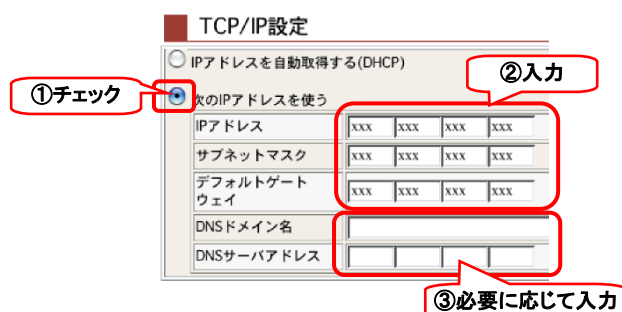 TCP/IP設定
IPアドレスを自動取得する(DHCP)
②入力
①チェック
次のIPアドレスを使う
IPアドレス xxx xxx xxx xxx
サブネットマスク xxx xxx xxx xxx
デフォルトゲート
ウェイ xxx xxx xxx xxx
DNSドメイン名
DNSサーバアドレス
③必要に応じて入力